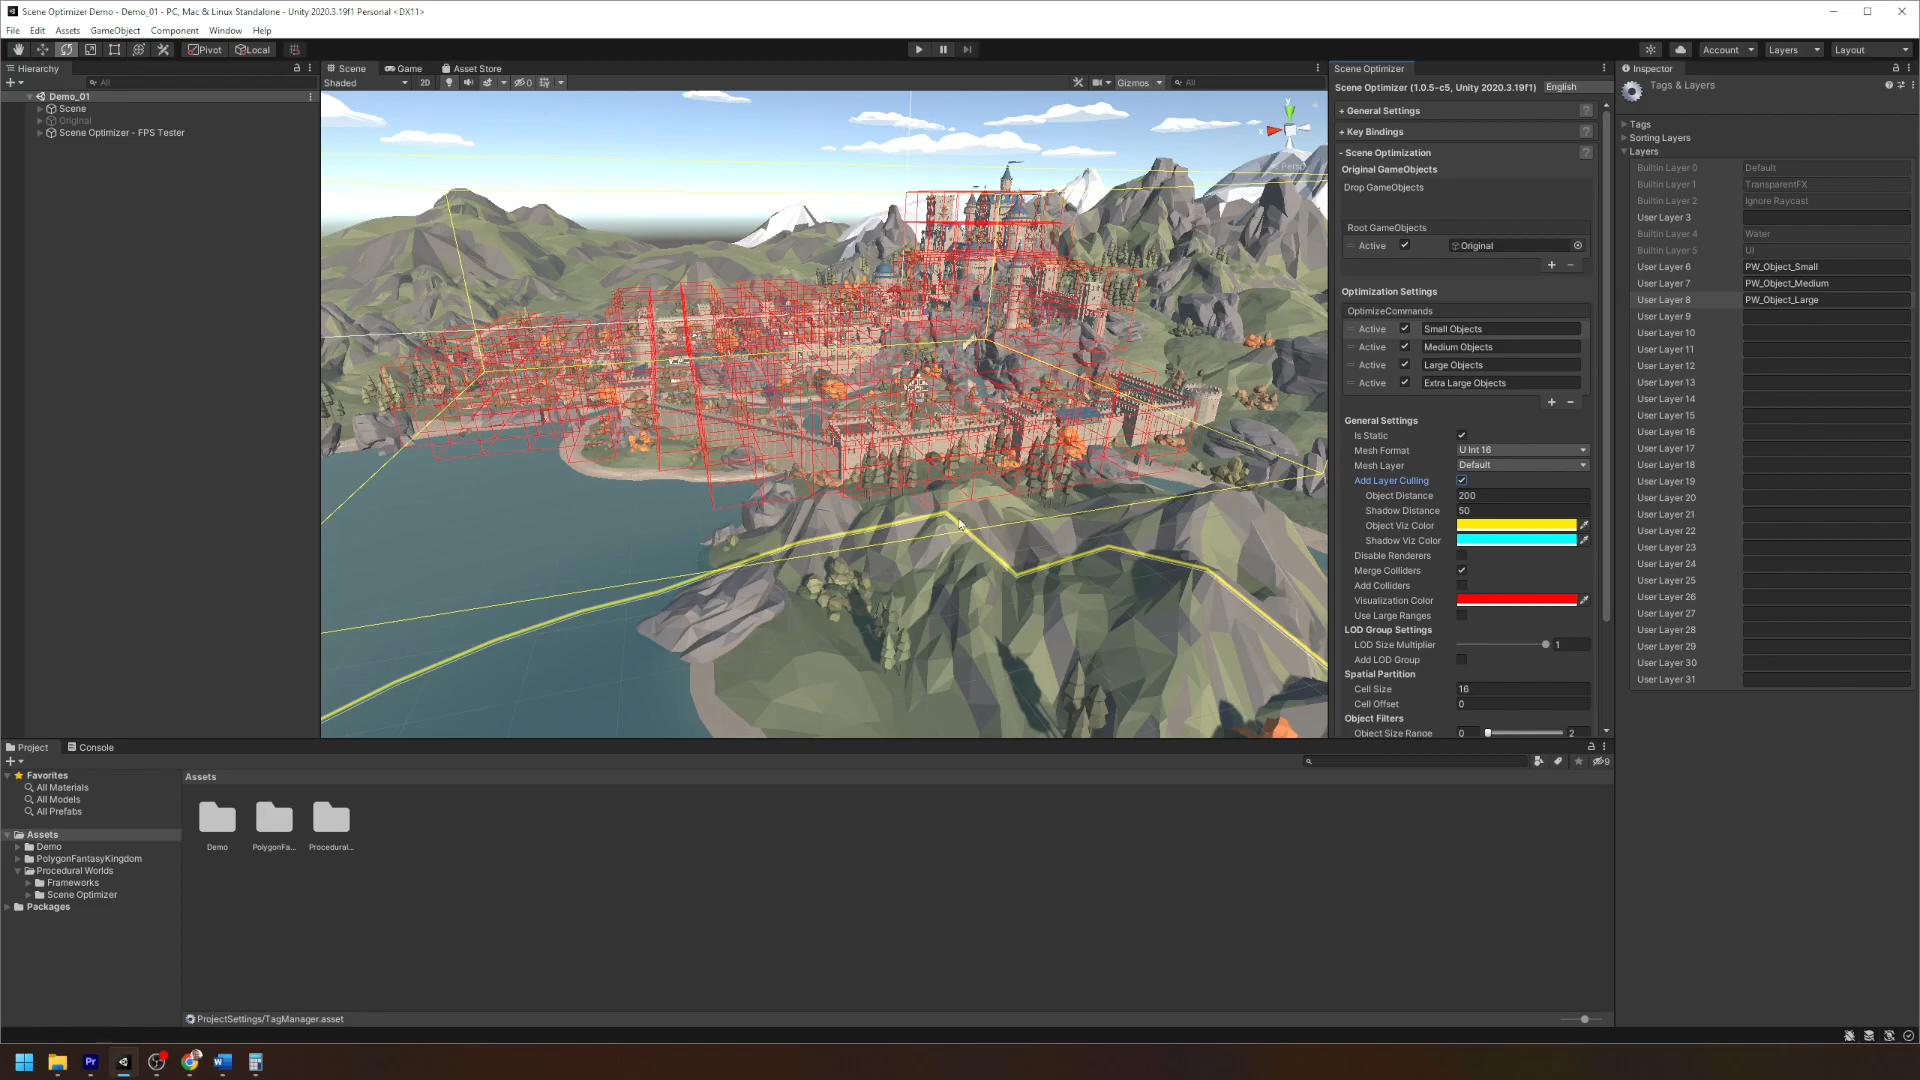 Scene Optimizer Demo - Demo_01 - PC, Mac & Linux Standalone - Unity 2020.3.19f1 Personal <DX11>
File Edit Assets GameObject Component Window Help
Pivot Local Account Layers Layout
Hierarchy
All
Demo_01
Scene
Original
Scene Optimizer - FPS Tester
Scene Game Asset Store
Shaded 2D 0 Gizmos All
y
x
Persp
Scene Optimizer
Scene Optimizer (1.0.5-c5, Unity 2020.3.19f1) English
+ General Settings ?
+ Key Bindings ?
- Scene Optimization ?
Original GameObjects
Drop GameObjects
Root GameObjects
Active Original
+ -
Optimization Settings
OptimizeCommands
Active Small Objects
Active Medium Objects
Active Large Objects
Active Extra Large Objects
+ -
General Settings
Is Static
Mesh Format U Int 16
Mesh Layer Default
Add Layer Culling
Object Distance 200
Shadow Distance 50
Object Viz Color
Shadow Viz Color
Disable Renderers
Merge Colliders
Add Colliders
Visualization Color
Use Large Ranges
LOD Group Settings
LOD Size Multiplier 1
Add LOD Group
Spatial Partition
Cell Size 16
Cell Offset 0
Object Filters
Object Size Range 0 2
Inspector
Tags & Layers
Tags
Sorting Layers
Layers
Builtin Layer 0 Default
Builtin Layer 1 TransparentFX
Builtin Layer 2 Ignore Raycast
User Layer 3
Builtin Layer 4 Water
Builtin Layer 5 UI
User Layer 6 PW_Object_Small
User Layer 7 PW_Object_Medium
User Layer 8 PW_Object_Large
User Layer 9
User Layer 10
User Layer 11
User Layer 12
User Layer 13
User Layer 14
User Layer 15
User Layer 16
User Layer 17
User Layer 18
User Layer 19
User Layer 20
User Layer 21
User Layer 22
User Layer 23
User Layer 24
User Layer 25
User Layer 26
User Layer 27
User Layer 28
User Layer 29
User Layer 30
User Layer 31
Project Console
9
Favorites
All Materials
All Models
All Prefabs
Assets
Demo
PolygonFantasyKingdom
Procedural Worlds
Frameworks
Scene Optimizer
Packages
Assets
Demo PolygonFa... Procedural...
ProjectSettings/TagManager.asset
Pr
W